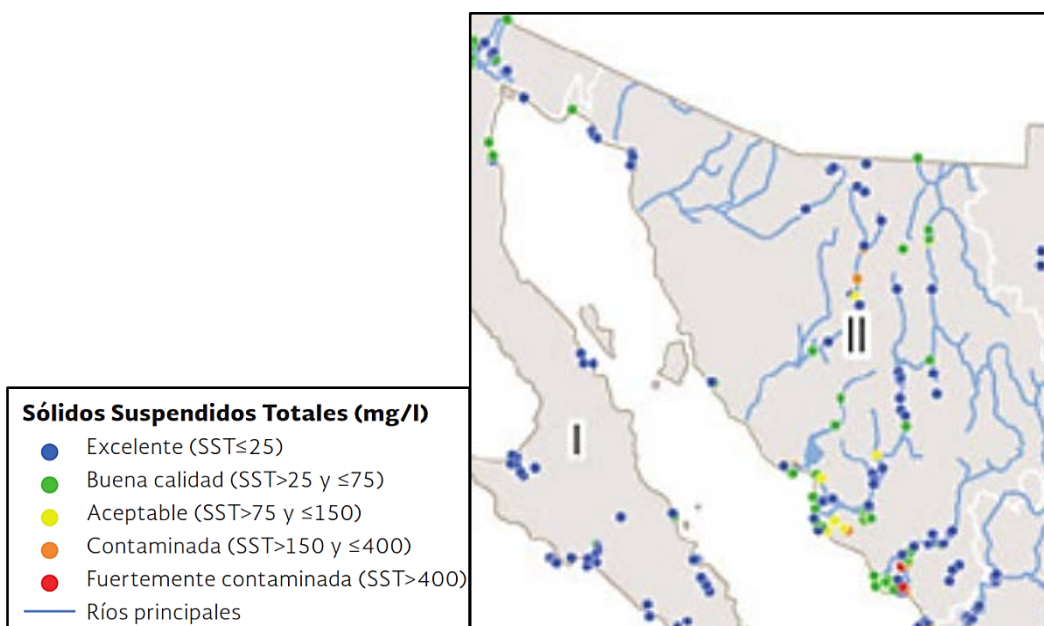 Sólidos Suspendidos Totales (mg/l)
Excelente (SST≤25)
Buena calidad (SST>25 y ≤75)
Aceptable (SST>75 y ≤150)
Contaminada (SST>150 y ≤400)
Fuertemente contaminada (SST>400)
Ríos principales
I
II